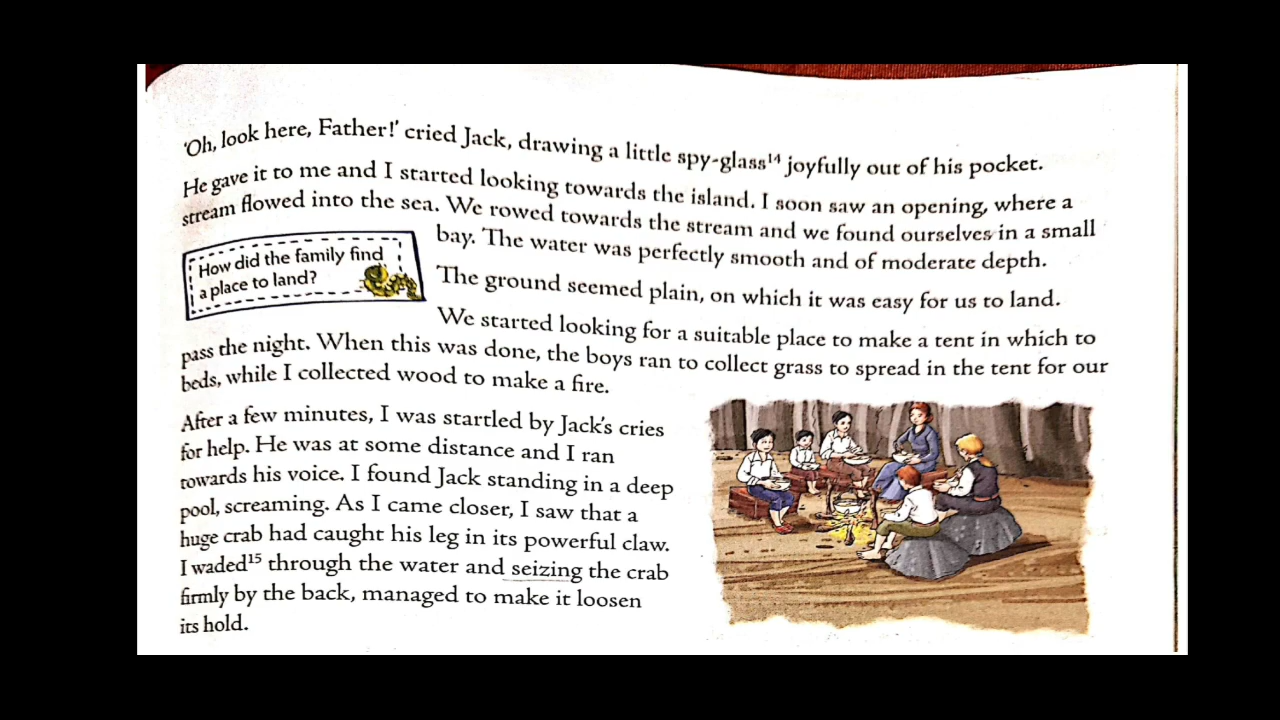 'Oh, look here, Father!' cried Jack, drawing a little spy-glass¹⁴ joyfully out of his pocket.
He gave it to me and I started looking towards the island. I soon saw an opening, where a
stream flowed into the sea. We rowed towards the stream and we found ourselves in a small
bay. The water was perfectly smooth and of moderate depth.
How did the family find
a place to land?
The ground seemed plain, on which it was easy for us to land.
We started looking for a suitable place to make a tent in which to
pass the night. When this was done, the boys ran to collect grass to spread in the tent for our
beds, while I collected wood to make a fire.
After a few minutes, I was startled by Jack's cries
for help. He was at some distance and I ran
towards his voice. I found Jack standing in a deep
pool, screaming. As I came closer, I saw that a
huge crab had caught his leg in its powerful claw.
I waded¹⁵ through the water and seizing the crab
firmly by the back, managed to make it loosen
its hold.